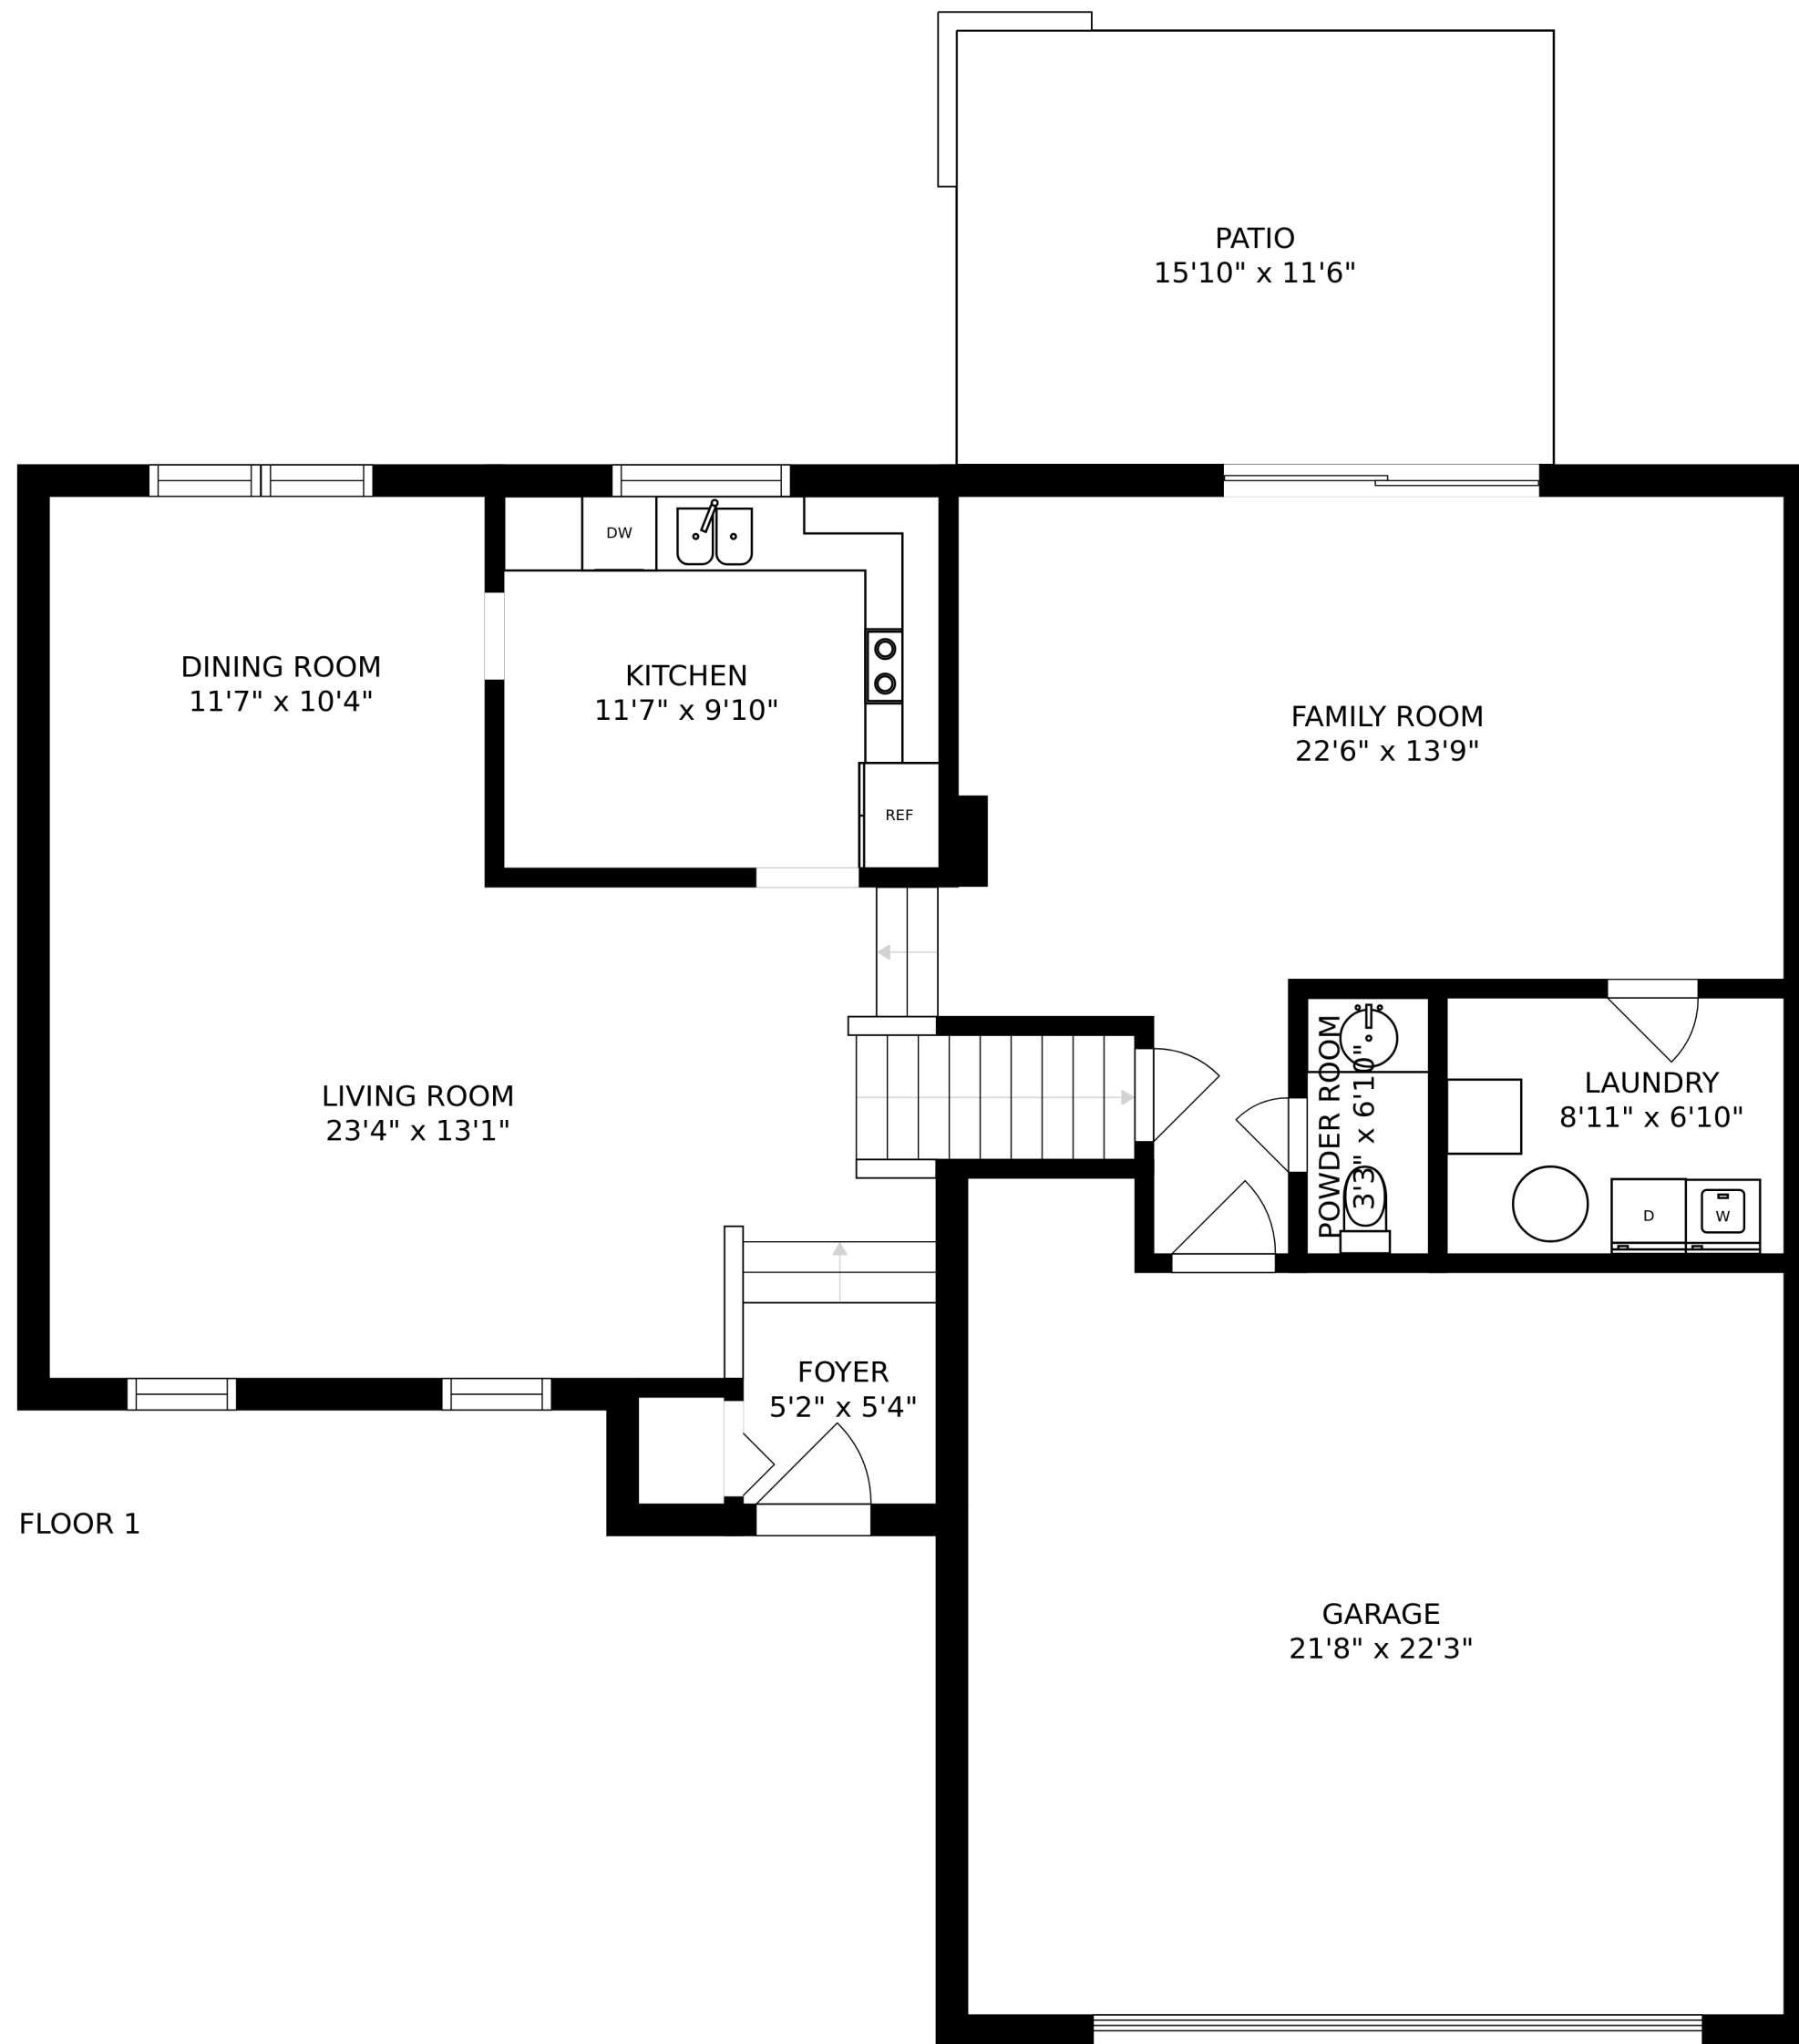 PATIO
15'10" x 11'6"
DW
DINING ROOM
11'7" x 10'4"
KITCHEN
11'7" x 9'10"
FAMILY ROOM
22'6" x 13'9"
REF
LIVING ROOM
23'4" x 13'1"
POWDER ROOM
3'3" x 6'10"
LAUNDRY
8'11" x 6'10"
D
W
FOYER
5'2" x 5'4"
FLOOR 1
GARAGE
21'8" x 22'3"